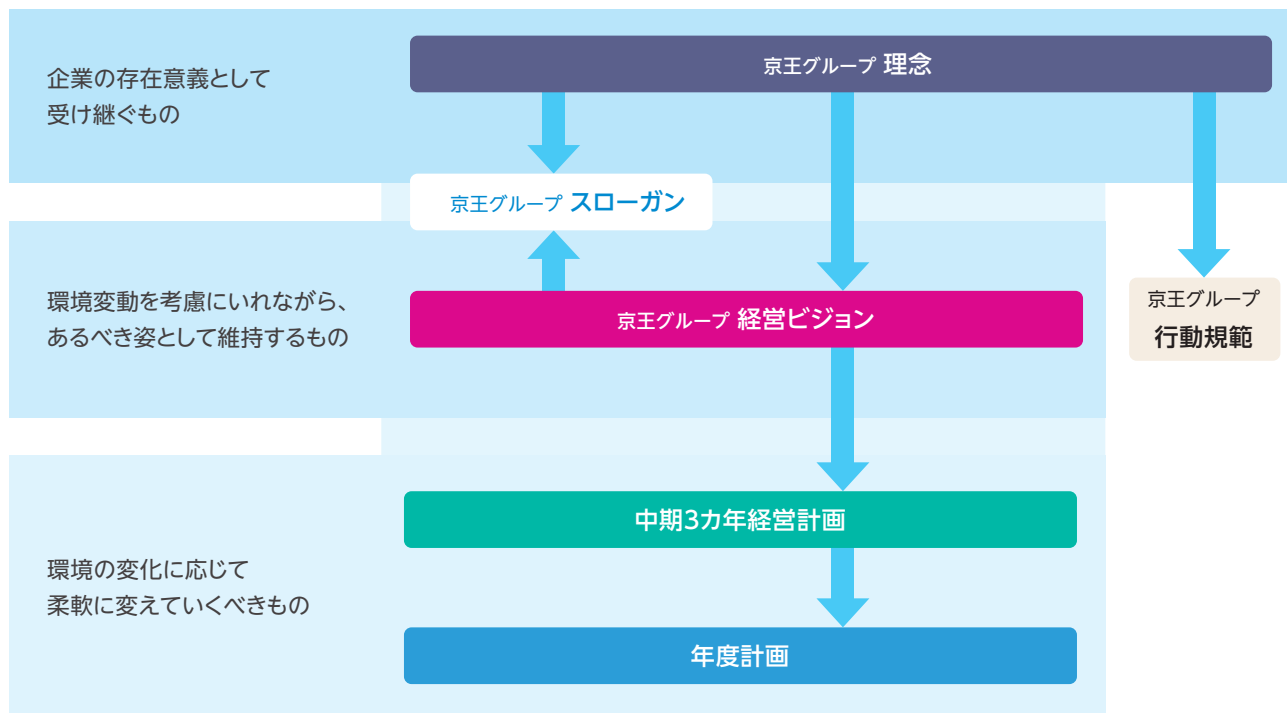 企業の存在意義として
受け継ぐもの
京王グループ 理念
京王グループ スローガン
環境変動を考慮にいれながら、
あるべき姿として維持するもの
京王グループ 経営ビジョン
京王グループ
行動規範
環境の変化に応じて
柔軟に変えていくべきもの
中期3カ年経営計画
年度計画